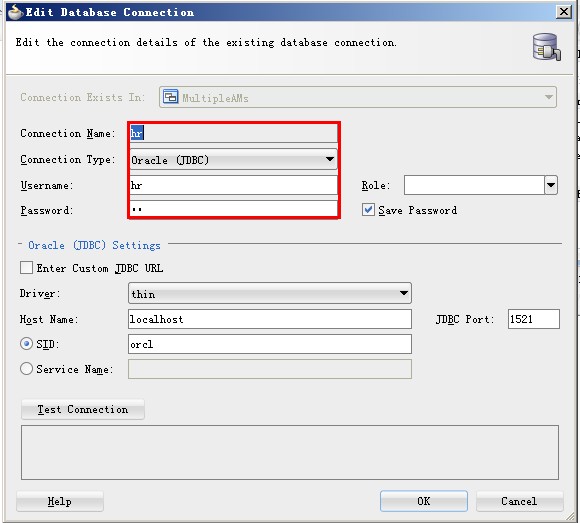 Edit Database Connection
Edit the connection details of the existing database connection.
Connection Exists In: MultipleAMs
Connection Name: hr
Connection Type: Oracle (JDBC)
Username: hr Role:
Password: •• Save Password
Oracle (JDBC) Settings
Enter Custom JDBC URL
Driver: thin
Host Name: localhost JDBC Port: 1521
SID: orcl
Service Name:
Test Connection
Help OK Cancel